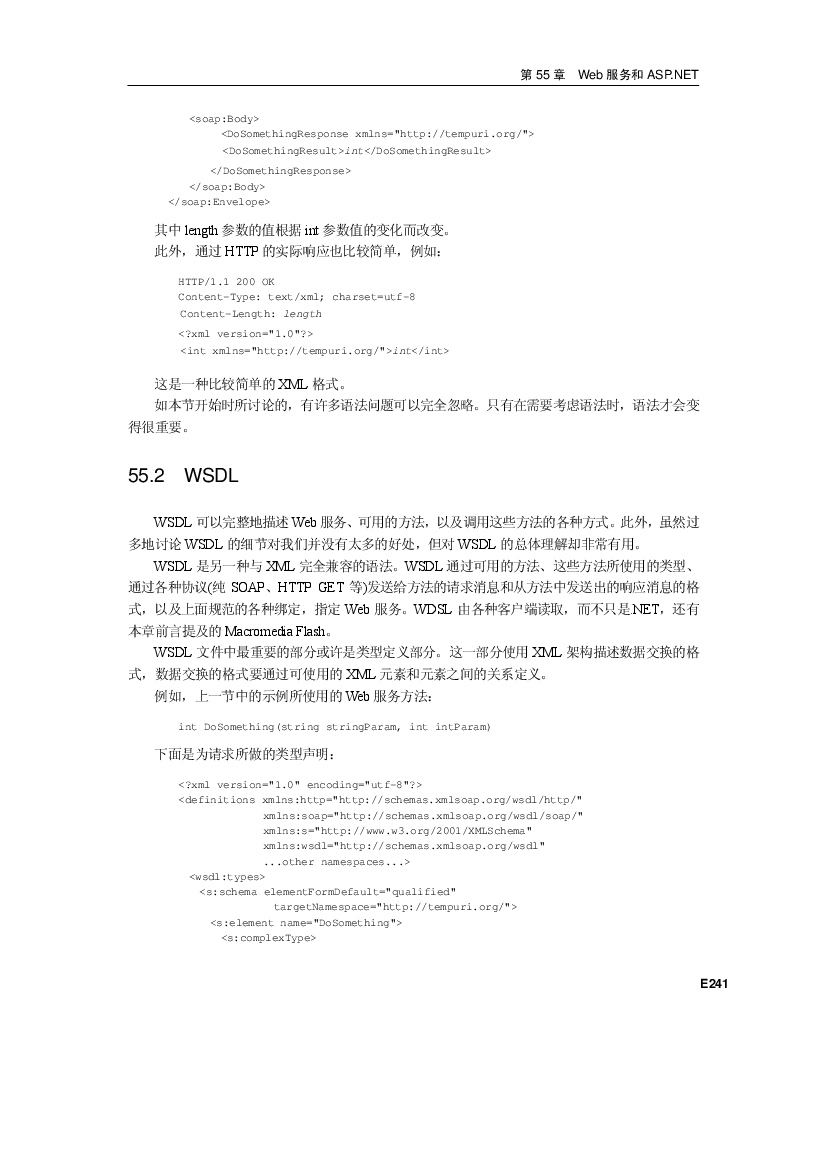 第 55 章 Web 服务和 ASP.NET
<soap:Body>
<DoSomethingResponse xmlns="http://tempuri.org/">
<DoSomethingResult>int</DoSomethingResult>
</DoSomethingResponse>
</soap:Body>
</soap:Envelope>
其中 length 参数的值根据 int 参数值的变化而改变。
此外，通过 HTTP 的实际响应也比较简单，例如：
HTTP/1.1 200 OK
Content-Type: text/xml; charset=utf-8
Content-Length: length
<?xml version="1.0"?>
<int xmlns="http://tempuri.org/">int</int>
这是一种比较简单的 XML 格式。
如本节开始时所讨论的，有许多语法问题可以完全忽略。只有在需要考虑语法时，语法才会变
得很重要。
55.2 WSDL
WSDL 可以完整地描述 Web 服务、可用的方法，以及调用这些方法的各种方式。此外，虽然过
多地讨论 WSDL 的细节对我们并没有太多的好处，但对 WSDL 的总体理解却非常有用。
WSDL 是另一种与 XML 完全兼容的语法。WSDL 通过可用的方法、这些方法所使用的类型、
通过各种协议(纯 SOAP、HTTP GET 等)发送给方法的请求消息和从方法中发送出的响应消息的格
式，以及上面规范的各种绑定，指定 Web 服务。WDSL 由各种客户端读取，而不只是.NET，还有
本章前言提及的 Macromedia Flash。
WSDL 文件中最重要的部分或许是类型定义部分。这一部分使用 XML 架构描述数据交换的格
式，数据交换的格式要通过可使用的 XML 元素和元素之间的关系定义。
例如，上一节中的示例所使用的 Web 服务方法：
int DoSomething(string stringParam, int intParam)
下面是为请求所做的类型声明：
<?xml version="1.0" encoding="utf-8"?>
<definitions xmlns:http="http://schemas.xmlsoap.org/wsdl/http/"
xmlns:soap="http://schemas.xmlsoap.org/wsdl/soap/"
xmlns:s="http://www.w3.org/2001/XMLSchema"
xmlns:wsdl="http://schemas.xmlsoap.org/wsdl"
...other namespaces...>
<wsdl:types>
<s:schema elementFormDefault="qualified"
targetNamespace="http://tempuri.org/">
<s:element name="DoSomething">
<s:complexType>
E241